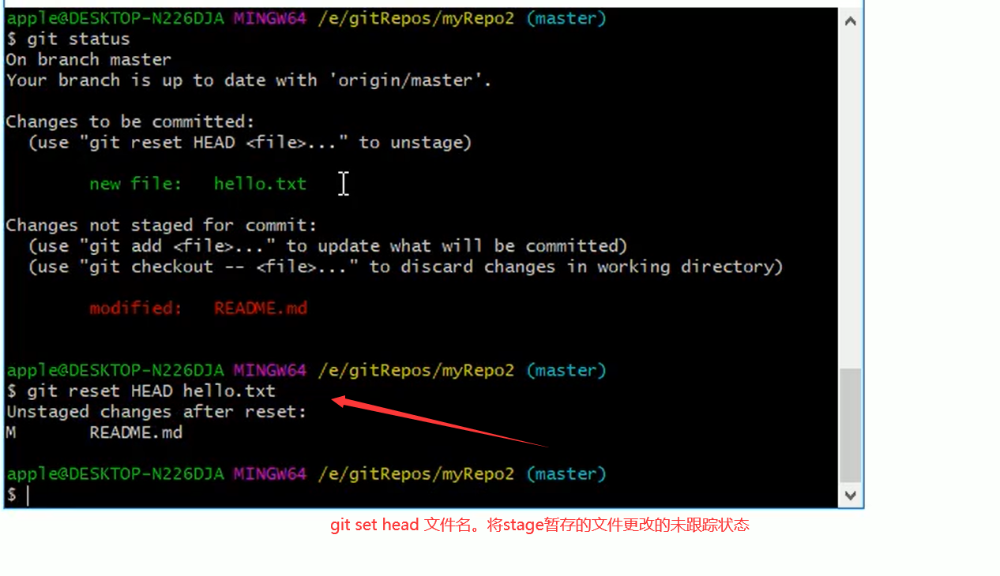 apple@DESKTOP-N226DJA MINGW64 /e/gitRepos/myRepo2 (master)
$ git status
On branch master
Your branch is up to date with 'origin/master'.
Changes to be committed:
(use "git reset HEAD <file>..." to unstage)
new file: hello.txt
Changes not staged for commit:
(use "git add <file>..." to update what will be committed)
(use "git checkout -- <file>..." to discard changes in working directory)
modified: README.md
apple@DESKTOP-N226DJA MINGW64 /e/gitRepos/myRepo2 (master)
$ git reset HEAD hello.txt
Unstaged changes after reset:
M README.md
apple@DESKTOP-N226DJA MINGW64 /e/gitRepos/myRepo2 (master)
$
git set head 文件名。将stage暂存的文件更改的未跟踪状态